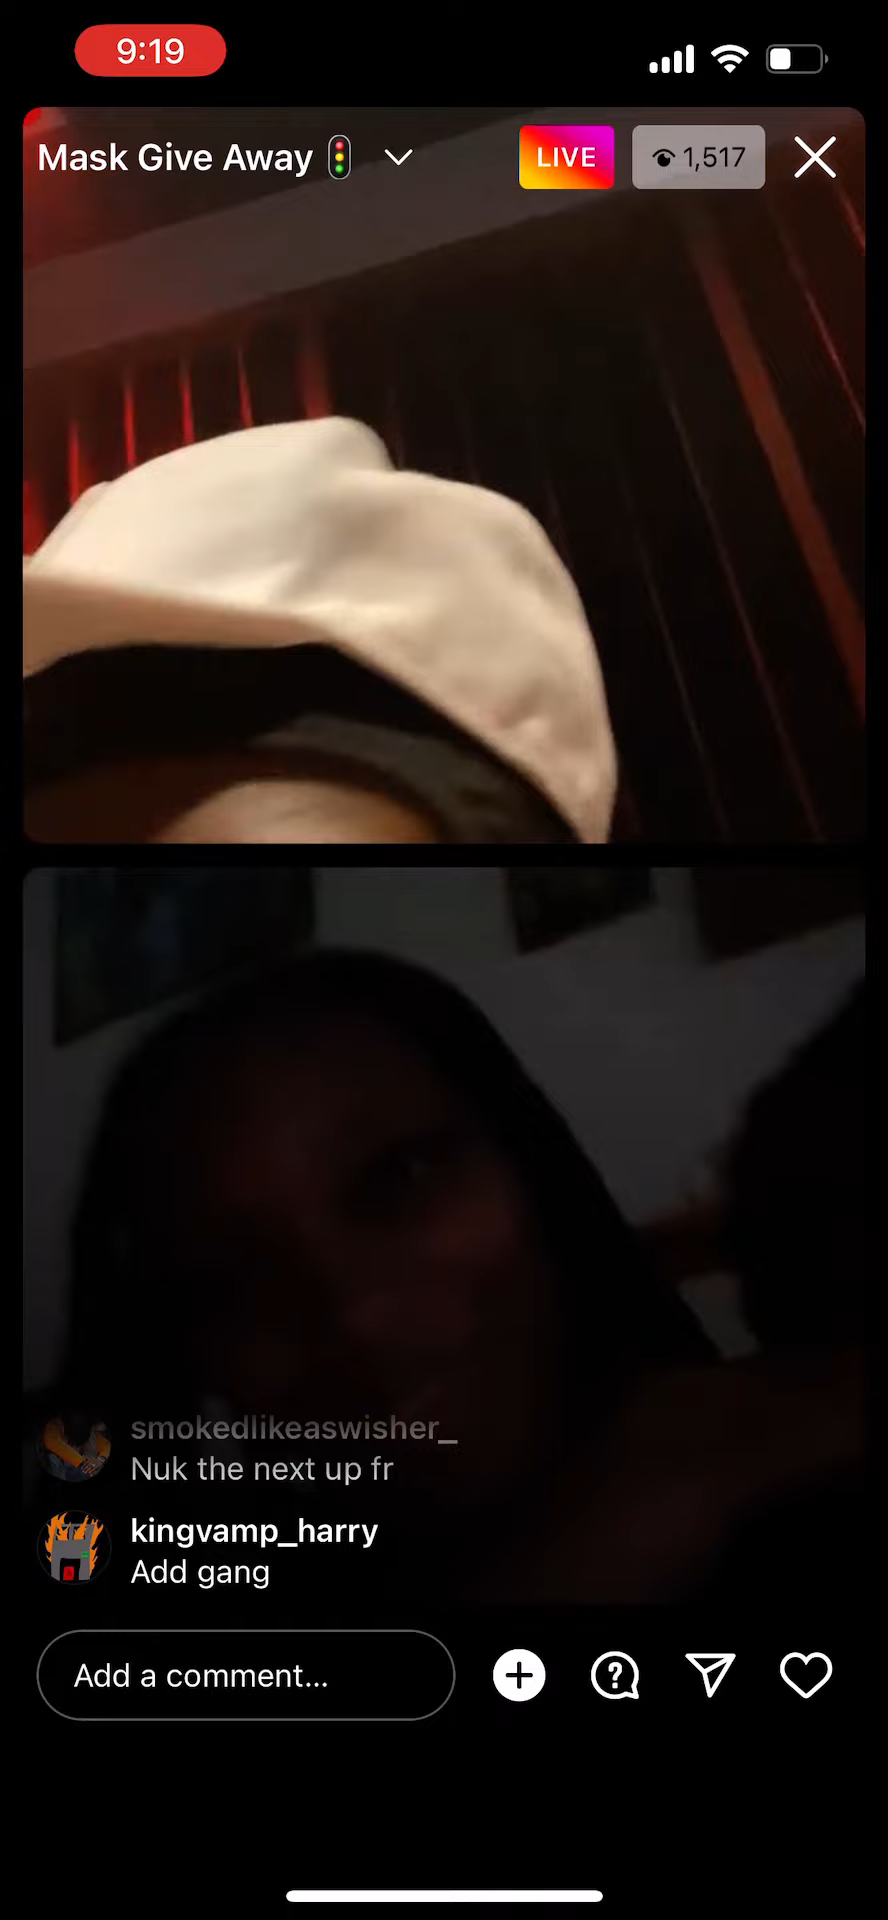 9:19
Mask Give Away 🚦
LIVE
1,517
smokedlikeaswisher_
Nuk the next up fr
kingvamp_harry
Add gang
Add a comment...